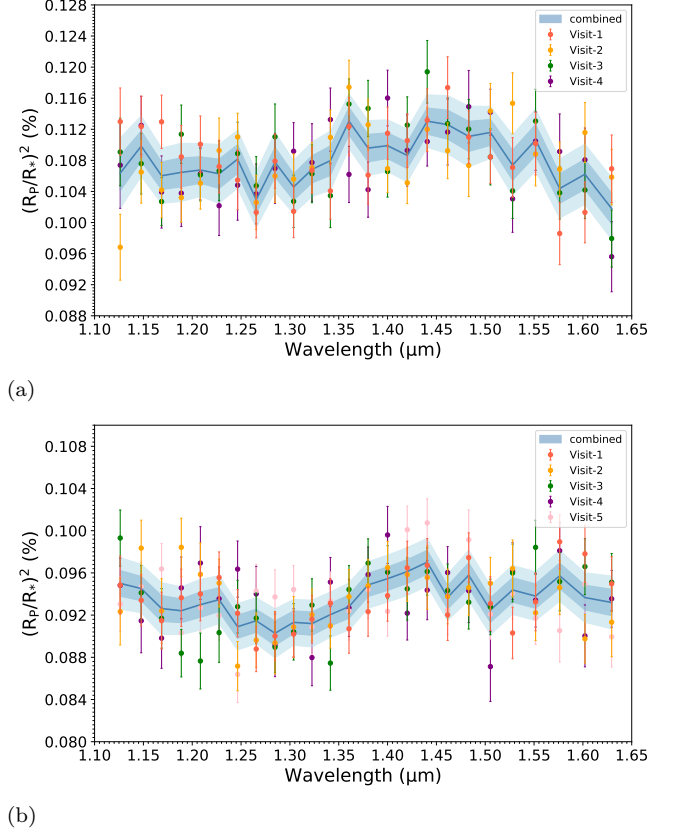 0.128
0.124
0.120
0.116
0.112
0.108
0.104
0.100
0.096
0.092
0.088
(R_P/R_*)^2 (%)
combined
Visit-1
Visit-2
Visit-3
Visit-4
1.10 1.15 1.20 1.25 1.30 1.35 1.40 1.45 1.50 1.55 1.60 1.65
Wavelength (μm)
(a)
0.108
0.104
0.100
0.096
0.092
0.088
0.084
0.080
(R_P/R_*)^2 (%)
combined
Visit-1
Visit-2
Visit-3
Visit-4
Visit-5
1.10 1.15 1.20 1.25 1.30 1.35 1.40 1.45 1.50 1.55 1.60 1.65
Wavelength (μm)
(b)